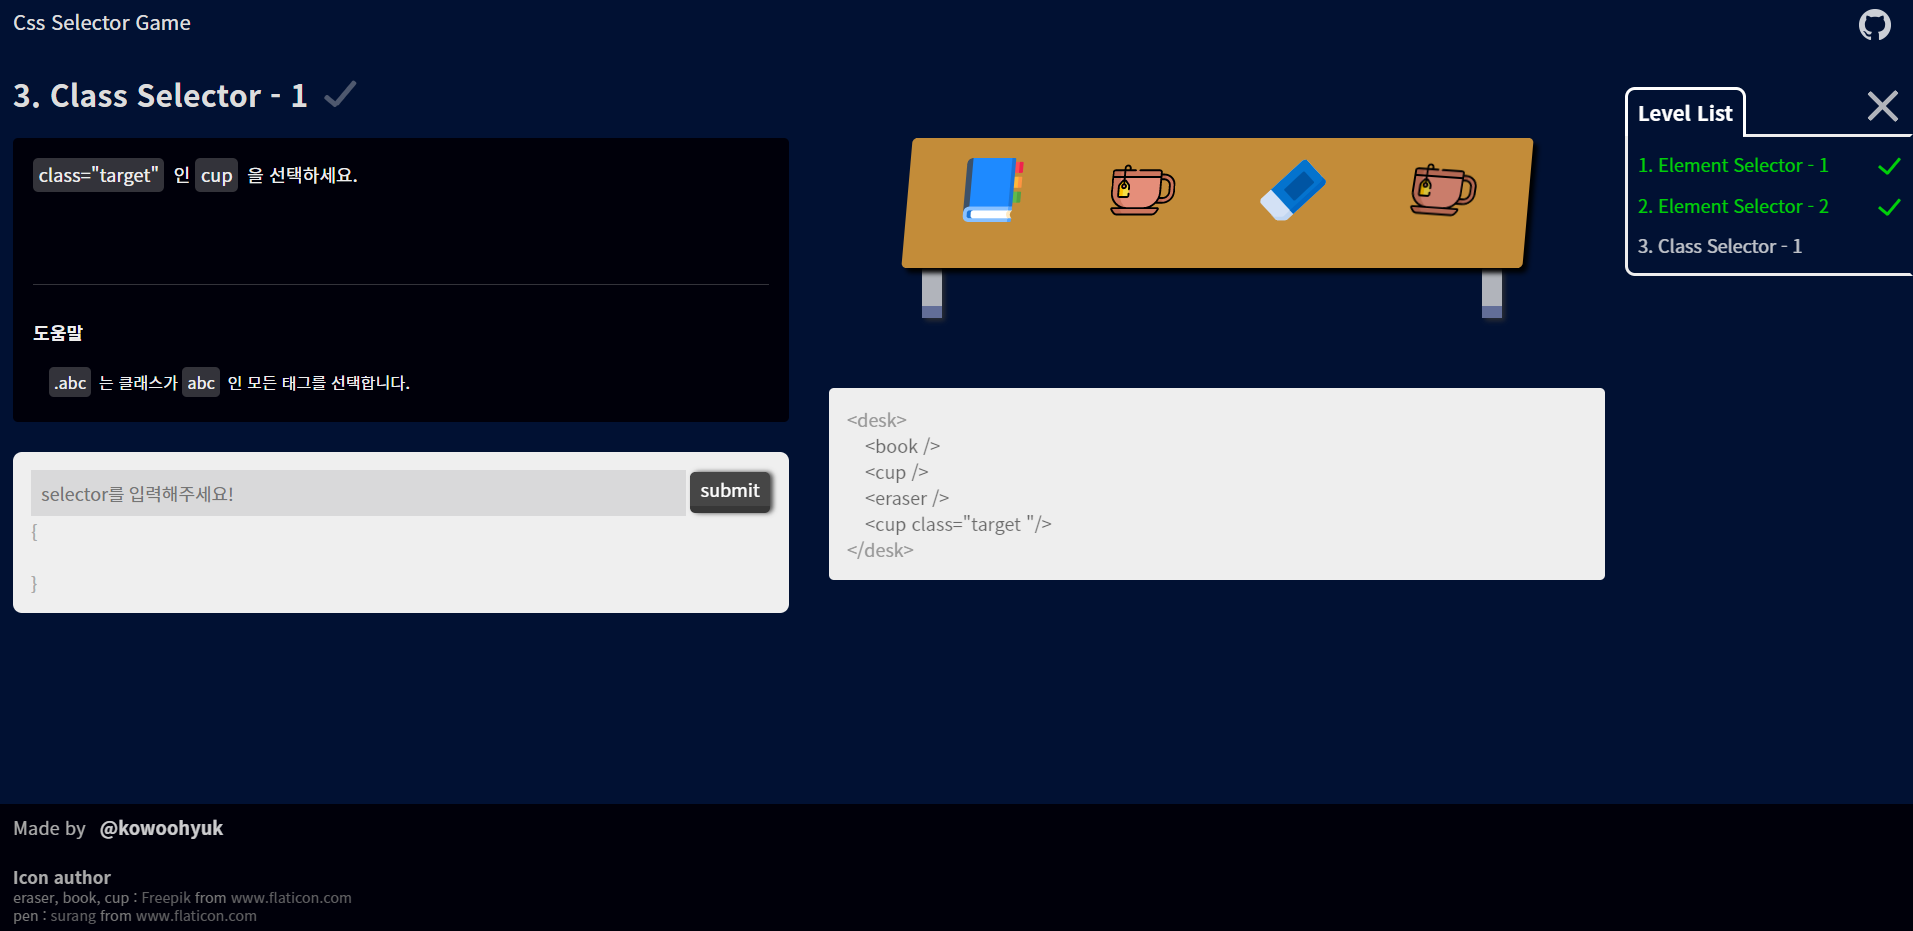 Css Selector Game
3. Class Selector - 1
class="target" 인 cup 을 선택하세요.
도움말
.abc 는 클래스가 abc 인 모든 태그를 선택합니다.
selector를 입력해주세요!
submit
{
}
<desk>
<book />
<cup />
<eraser />
<cup class="target "/>
</desk>
Level List
1. Element Selector - 1
2. Element Selector - 2
3. Class Selector - 1
Made by @kowoohyuk
Icon author
eraser, book, cup : Freepik from www.flaticon.com
pen : surang from www.flaticon.com